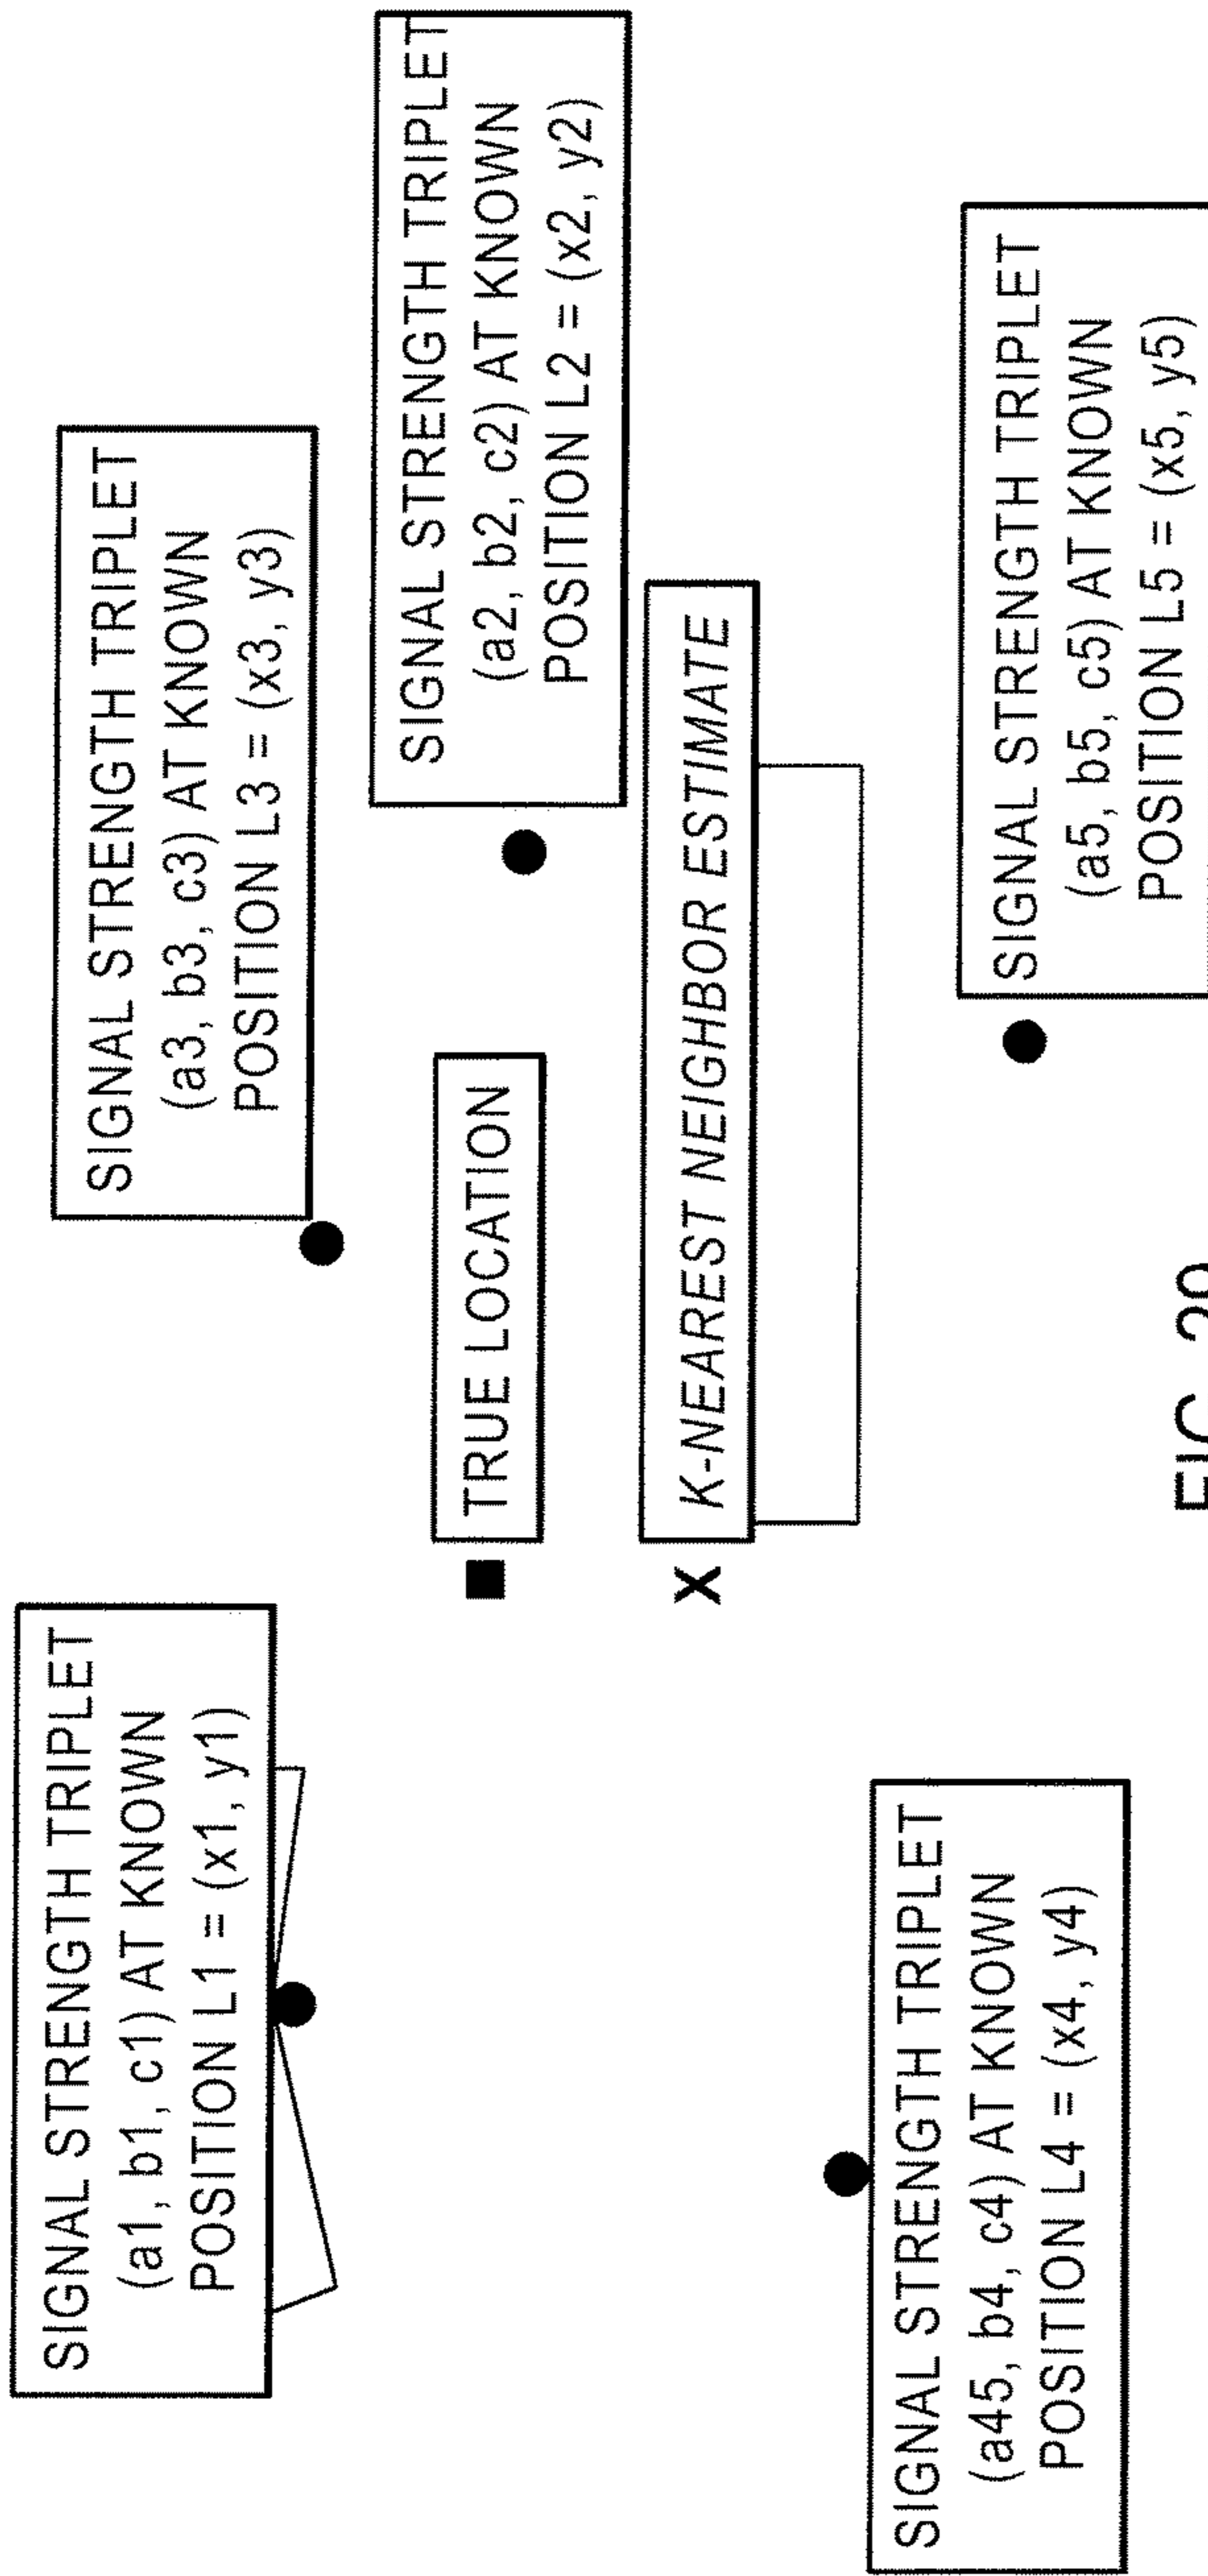 SIGNAL STRENGTH TRIPLET
(a1, b1, c1) AT KNOWN
POSITION L1 = (x1, y1)
SIGNAL STRENGTH TRIPLET
(a3, b3, c3) AT KNOWN
POSITION L3 = (x3, y3)
SIGNAL STRENGTH TRIPLET
(a2, b2, c2) AT KNOWN
POSITION L2 = (x2, y2)
TRUE LOCATION
X
K-NEAREST NEIGHBOR ESTIMATE
SIGNAL STRENGTH TRIPLET
(a45, b4, c4) AT KNOWN
POSITION L4 = (x4, y4)
SIGNAL STRENGTH TRIPLET
(a5, b5, c5) AT KNOWN
POSITION L5 = (x5, y5)
FIG.